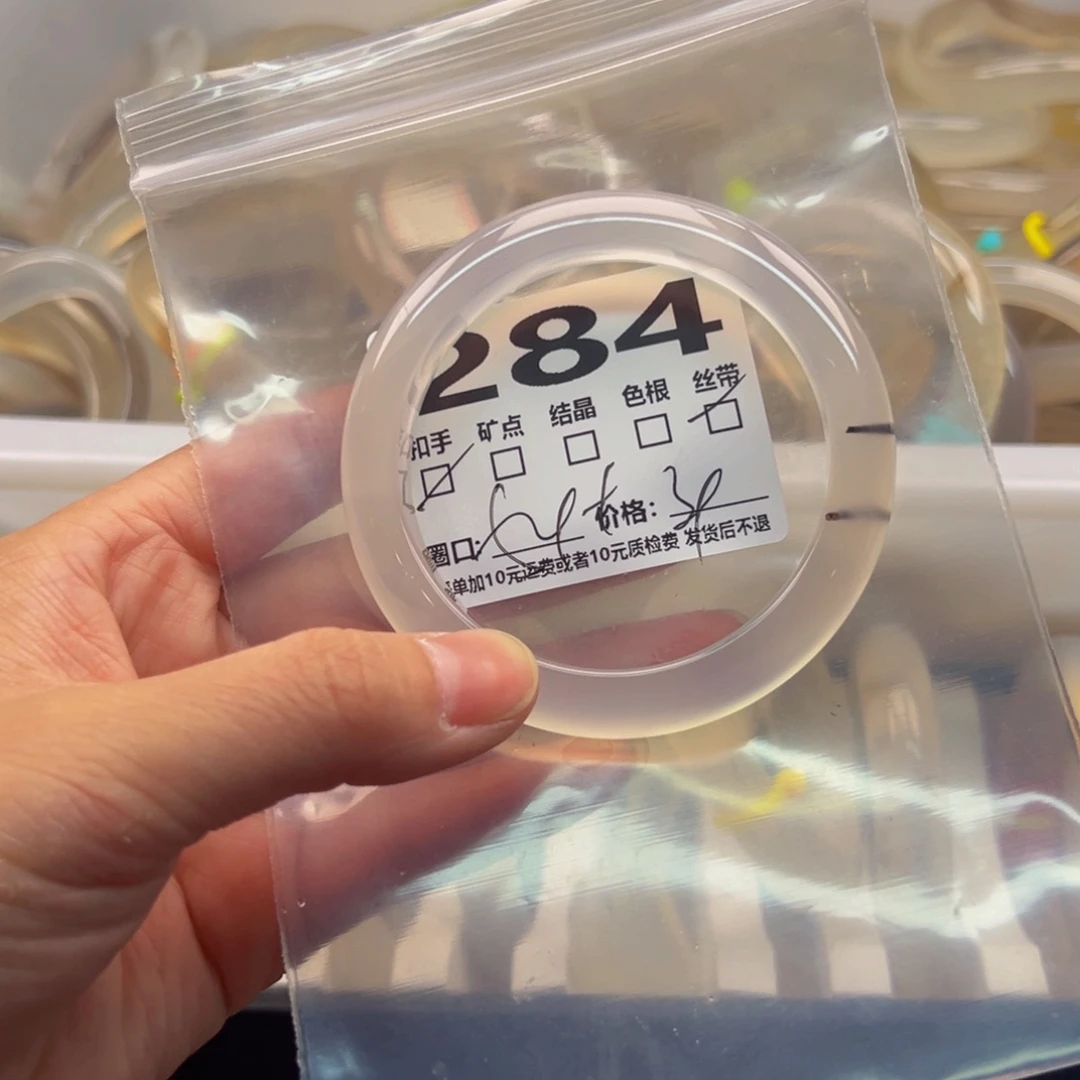 284
扣手 矿点 结晶 色根 丝带
圈口: 价格:
单加10元运费或者10元质检费 发货后不退